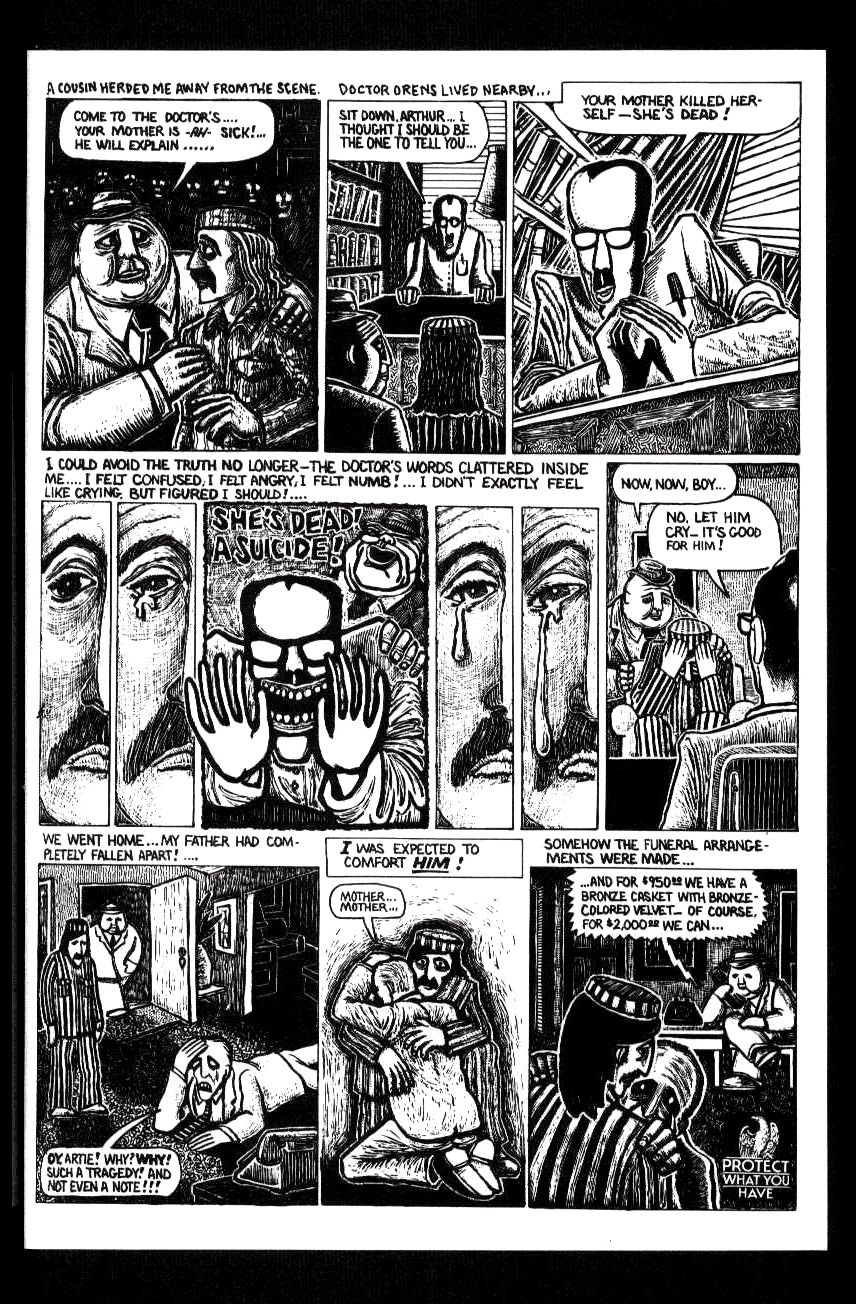 A COUSIN HERDED ME AWAY FROM THE SCENE.
COME TO THE DOCTOR'S....
YOUR MOTHER IS -AH- SICK!...
HE WILL EXPLAIN ......
DOCTOR ORENS LIVED NEARBY...
SIT DOWN, ARTHUR... I
THOUGHT I SHOULD BE
THE ONE TO TELL YOU...
YOUR MOTHER KILLED HER-
SELF—SHE'S DEAD!
I COULD AVOID THE TRUTH NO LONGER—THE DOCTOR'S WORDS CLATTERED INSIDE
ME.... I FELT CONFUSED; I FELT ANGRY; I FELT NUMB!... I DIDN'T EXACTLY FEEL
LIKE CRYING, BUT FIGURED I SHOULD!....
SHE'S DEAD!
A SUICIDE!
NOW, NOW, BOY...
NO, LET HIM
CRY— IT'S GOOD
FOR HIM!
WE WENT HOME... MY FATHER HAD COM-
PLETELY FALLEN APART! ....
OY, ARTIE! WHY? WHY!
SUCH A TRAGEDY! AND
NOT EVEN A NOTE!!!
I WAS EXPECTED TO
COMFORT HIM!
MOTHER...
MOTHER...
SOMEHOW THE FUNERAL ARRANGE-
MENTS WERE MADE...
...AND FOR $950.00 WE HAVE A
BRONZE CASKET WITH BRONZE-
COLORED VELVET— OF COURSE,
FOR $2,000.00 WE CAN...
PROTECT
WHAT YOU
HAVE